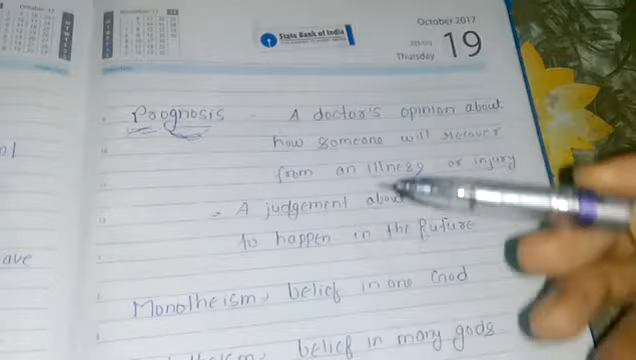 October 2017
State Bank of India
19
Thursday
Prognosis - A doctor's opinion about
how someone will recover
from an illness or injury
- A judgement about
to happen in the future
Monotheism, belief in one God
belief in many gods
ave